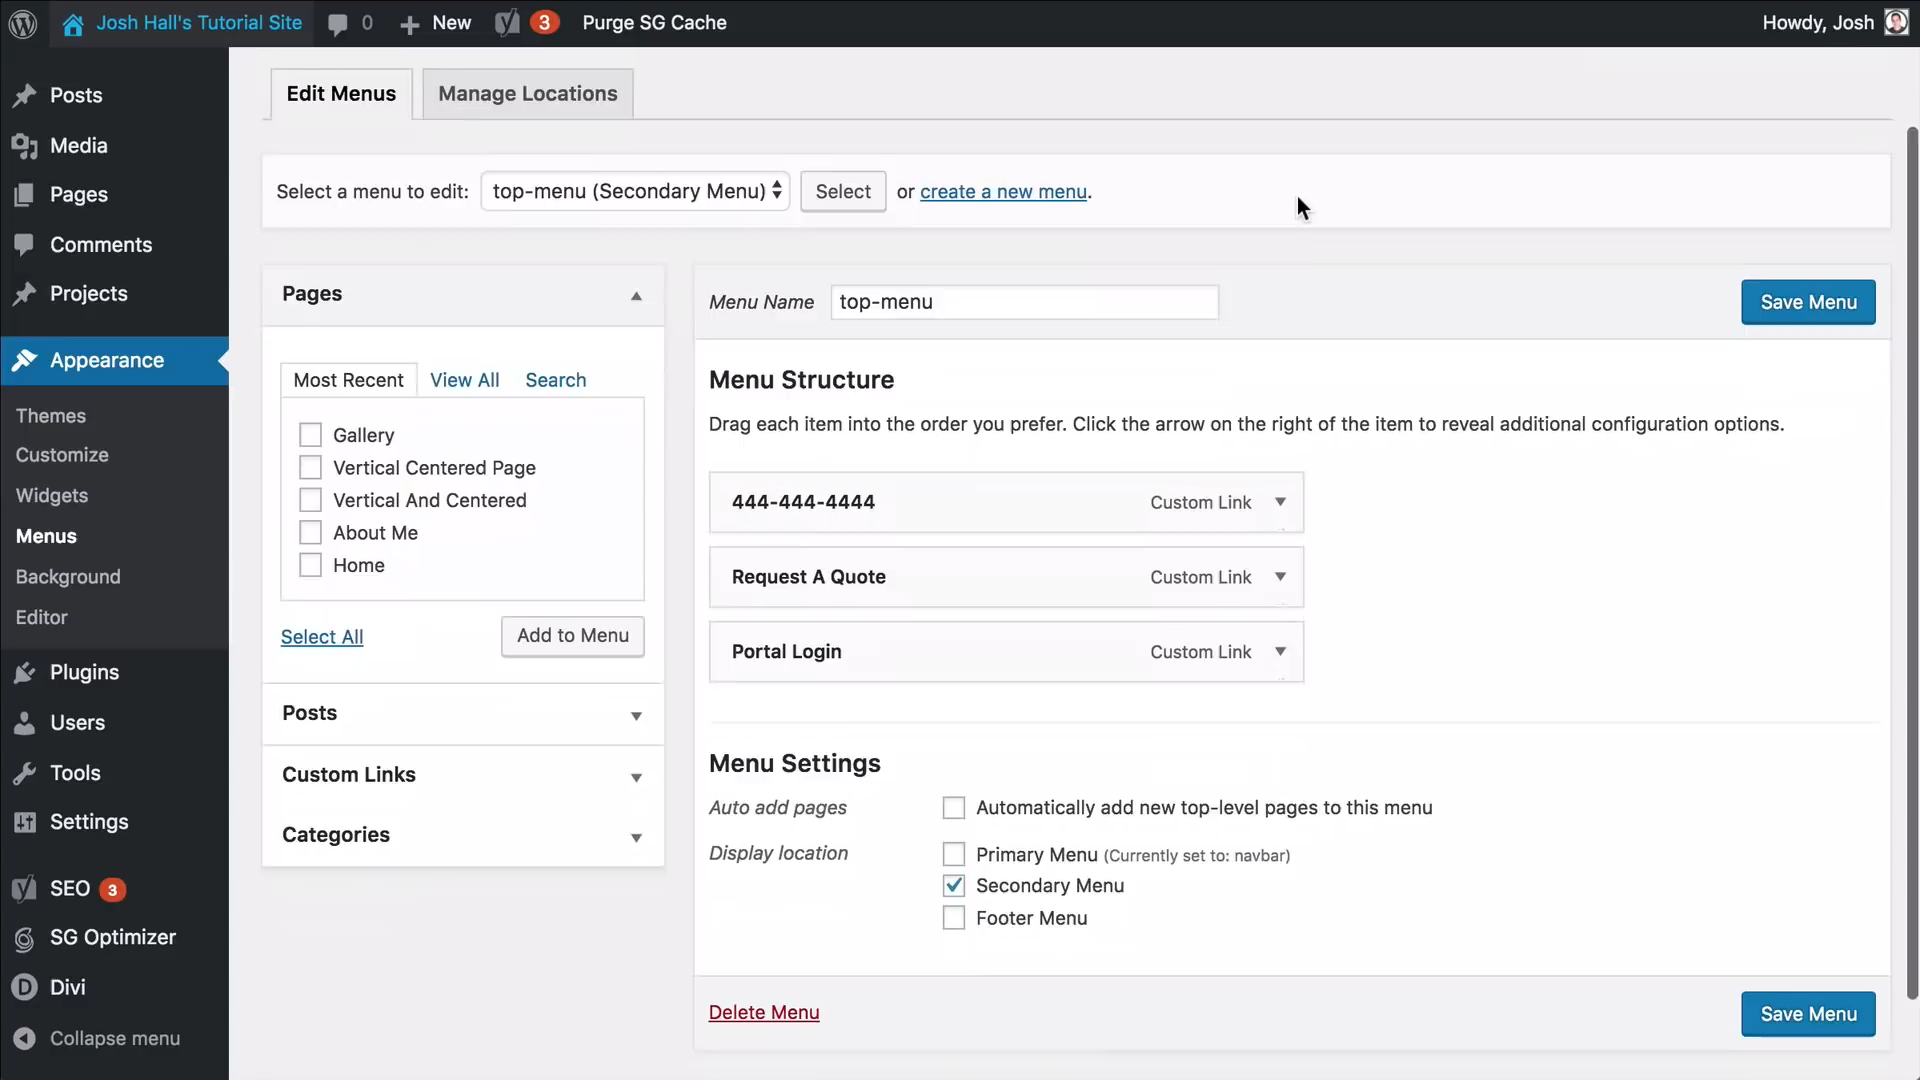 Josh Hall's Tutorial Site 0 New 3 Purge SG Cache Howdy, Josh
Posts
Media
Pages
Comments
Projects
Appearance
Themes
Customize
Widgets
Menus
Background
Editor
Plugins
Users
Tools
Settings
SEO 3
SG Optimizer
Divi
Collapse menu
Edit Menus Manage Locations
Select a menu to edit: top-menu (Secondary Menu) Select or create a new menu.
Pages
Most Recent View All Search
Gallery
Vertical Centered Page
Vertical And Centered
About Me
Home
Select All Add to Menu
Posts
Custom Links
Categories
Menu Name top-menu Save Menu
Menu Structure
Drag each item into the order you prefer. Click the arrow on the right of the item to reveal additional configuration options.
444-444-4444 Custom Link
Request A Quote Custom Link
Portal Login Custom Link
Menu Settings
Auto add pages Automatically add new top-level pages to this menu
Display location Primary Menu (Currently set to: navbar)
Secondary Menu
Footer Menu
Delete Menu Save Menu